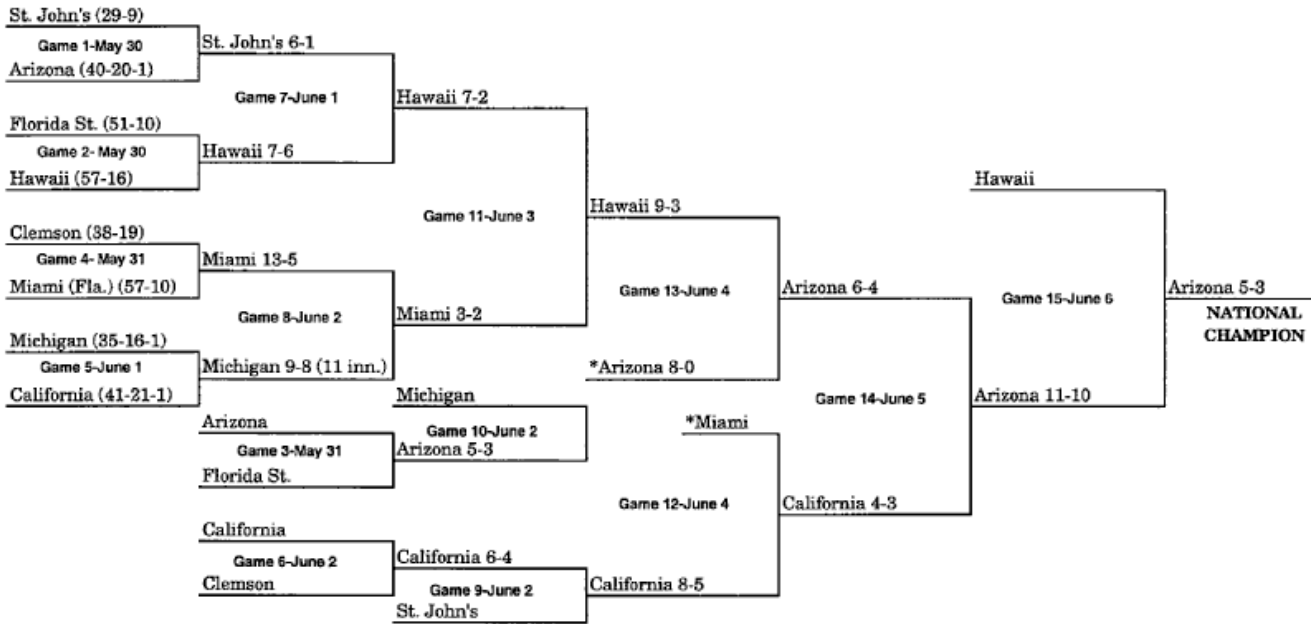 St. John's (29-9)
Game 1-May 30
St. John's 6-1
Arizona (40-20-1)
Game 7-June 1
Hawaii 7-2
Florida St. (51-10)
Game 2- May 30
Hawaii 7-6
Hawaii (57-16)
Hawaii
Game 11-June 3
Hawaii 9-3
Clemson (38-19)
Game 4- May 31
Miami 13-5
Miami (Fla.) (57-10)
Game 13-June 4
Arizona 6-4
Game 15-June 6
Arizona 5-3
NATIONAL
CHAMPION
Game 8-June 2
Miami 3-2
Michigan (35-16-1)
Game 5-June 1
Michigan 9-8 (11 inn.)
*Arizona 8-0
California (41-21-1)
Michigan
Game 14-June 5
Arizona 11-10
Arizona
Game 10-June 2
*Miami
Game 3-May 31
Arizona 5-3
Florida St.
Game 12-June 4
California 4-3
California
Game 6-June 2
California 6-4
Clemson
Game 9-June 2
California 8-5
St. John's